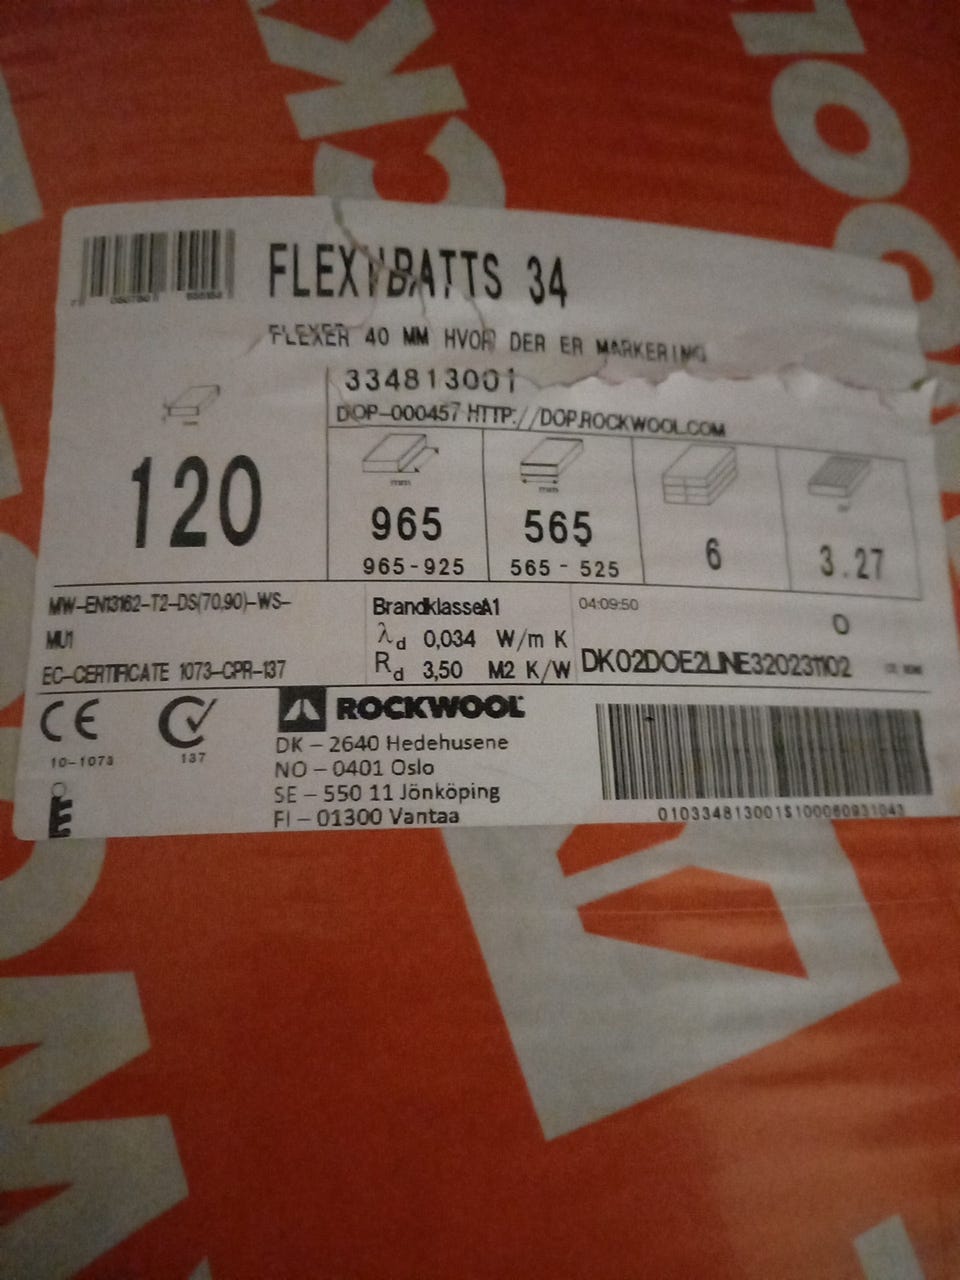 FLEXIBATTS 34
FLEXER 40 MM HVOR DER ER MARKERING
334813001
DOP-000457 HTTP://DOP.ROCKWOOL.COM
120
mm
mm
965
565
6
3.27
965-925
565 - 525
MW-EN13162-T2-DS(70,90)-WS-
MU1
EC-CERTIFICATE 1073-CPR-137
BrandklasseA1
λd 0,034 W/m K
Rd 3,50 M2 K/W
04:09:50
0
DK02DOE2LINE320231102
CE
10-1073
137
E
ROCKWOOL
DK – 2640 Hedehusene
NO – 0401 Oslo
SE – 550 11 Jönköping
FI – 01300 Vantaa